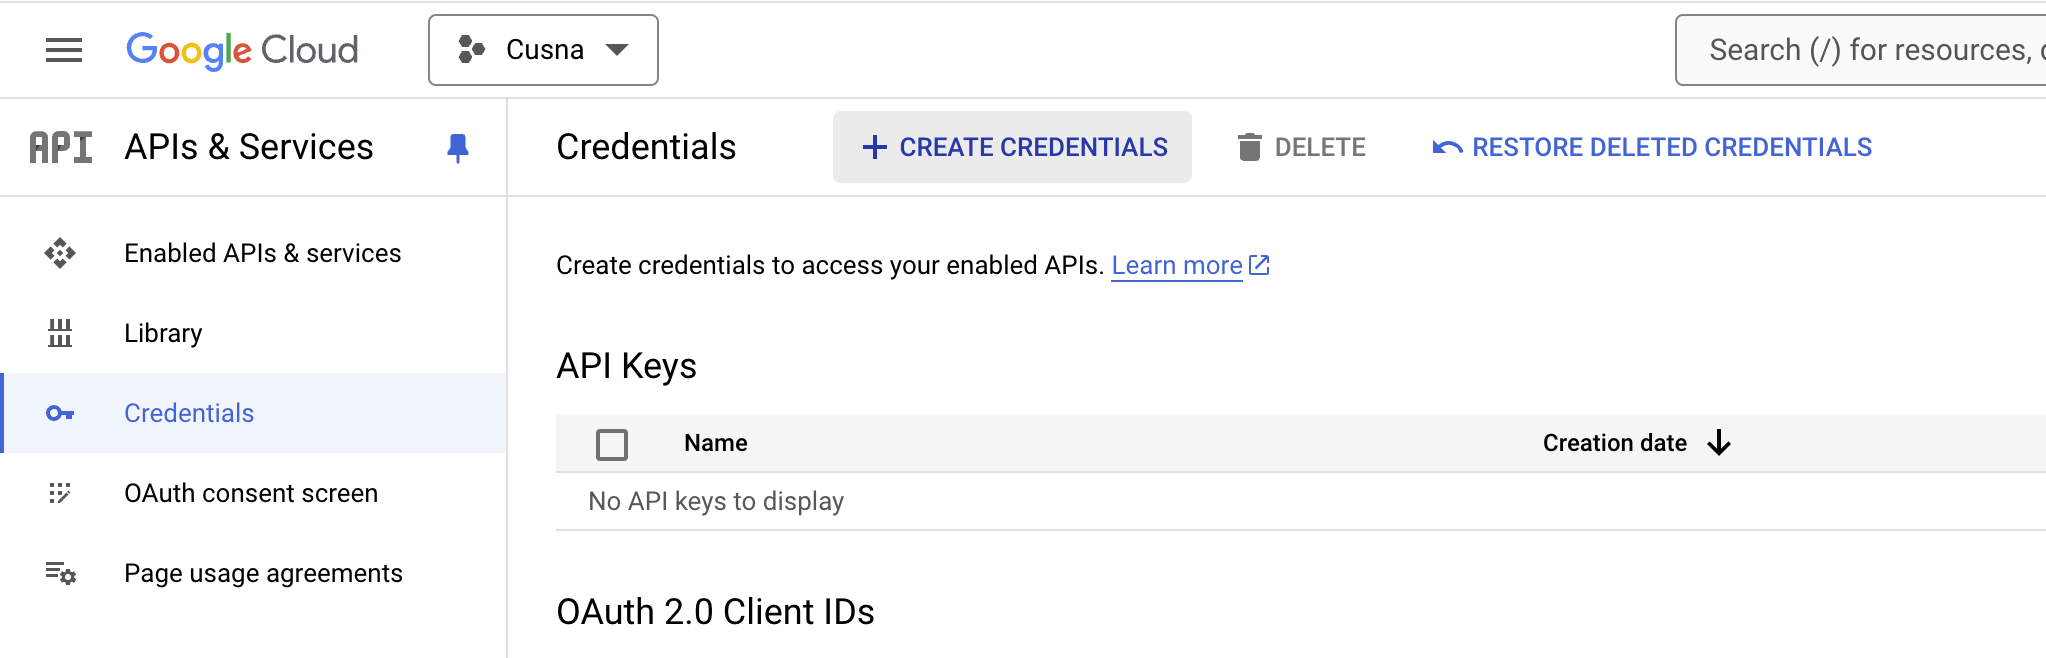 Google Cloud
Cusna
Search (/) for resources,
API
APIs & Services
Credentials
CREATE CREDENTIALS
DELETE
RESTORE DELETED CREDENTIALS
Enabled APIs & services
Library
Credentials
OAuth consent screen
Page usage agreements
Create credentials to access your enabled APIs. Learn more
API Keys
Name
Creation date
No API keys to display
OAuth 2.0 Client IDs